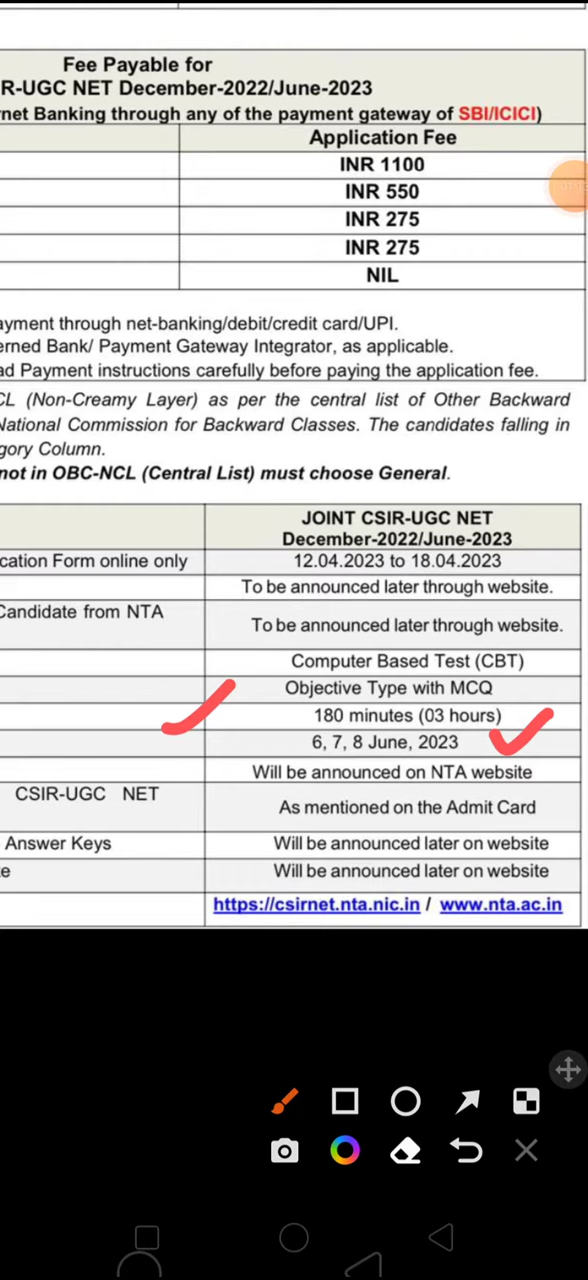 Fee Payable for
R-UGC NET December-2022/June-2023
rnet Banking through any of the payment gateway of SBI/ICICI)
Application Fee
INR 1100
INR 550
INR 275
INR 275
NIL
ayment through net-banking/debit/credit card/UPI.
erned Bank/ Payment Gateway Integrator, as applicable.
ad Payment instructions carefully before paying the application fee.
CL (Non-Creamy Layer) as per the central list of Other Backward
National Commission for Backward Classes. The candidates falling in
gory Column.
not in OBC-NCL (Central List) must choose General.
JOINT CSIR-UGC NET
December-2022/June-2023
cation Form online only 12.04.2023 to 18.04.2023
To be announced later through website.
Candidate from NTA To be announced later through website.
Computer Based Test (CBT)
Objective Type with MCQ
180 minutes (03 hours)
6, 7, 8 June, 2023
Will be announced on NTA website
CSIR-UGC NET As mentioned on the Admit Card
Answer Keys Will be announced later on website
te Will be announced later on website
https://csirnet.nta.nic.in / www.nta.ac.in